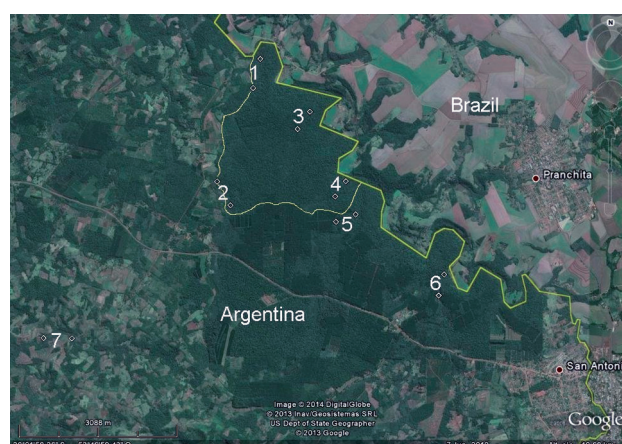 N
1
3
Brazil
Pranchita
4
2
5
6
Argentina
7
San Antoni
Image © 2014 DigitalGlobe
© 2013 Inav/Geosistemas SRL
US Dept of State Geographer
© 2013 Google
3088 m
Google